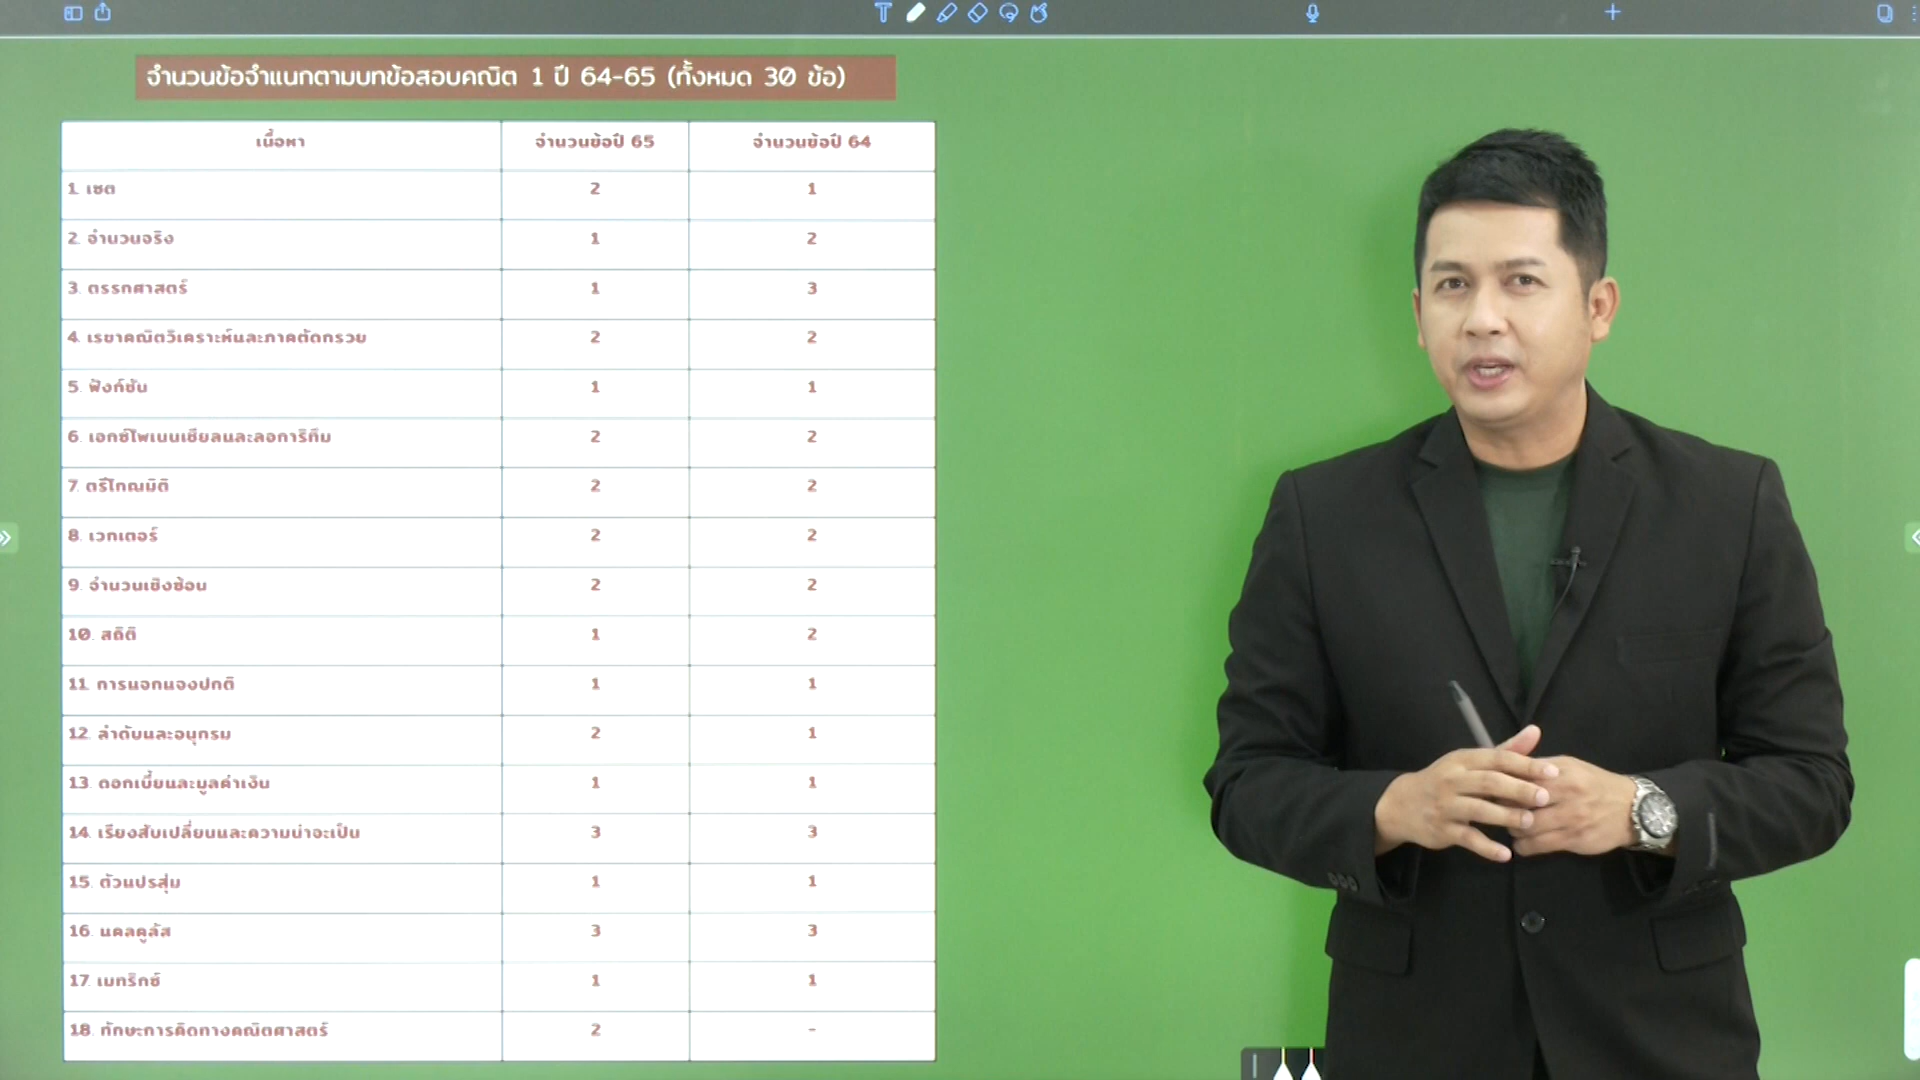 จำนวนข้อจำแนกตามบทข้อสอบคณิต 1 ปี 64-65 (ทั้งหมด 30 ข้อ)
เนื้อหา จำนวนข้อปี 65 จำนวนข้อปี 64
1. เซต 2 1
2. จำนวนจริง 1 2
3. ตรรกศาสตร์ 1 3
4. เรขาคณิตวิเคราะห์และภาคตัดกรวย 2 2
5. ฟังก์ชัน 1 1
6. เอกซ์โพเนนเชียลและลอการิทึม 2 2
7. ตรีโกณมิติ 2 2
8. เวกเตอร์ 2 2
9. จำนวนเชิงซ้อน 2 2
10. สถิติ 1 2
11. การแจกแจงปกติ 1 1
12. ลำดับและอนุกรม 2 1
13. ดอกเบี้ยและมูลค่าเงิน 1 1
14. เรียงสับเปลี่ยนและความน่าจะเป็น 3 3
15. ตัวแปรสุ่ม 1 1
16. แคลคูลัส 3 3
17. เมทริกซ์ 1 1
18. ทักษะการคิดทางคณิตศาสตร์ 2 -